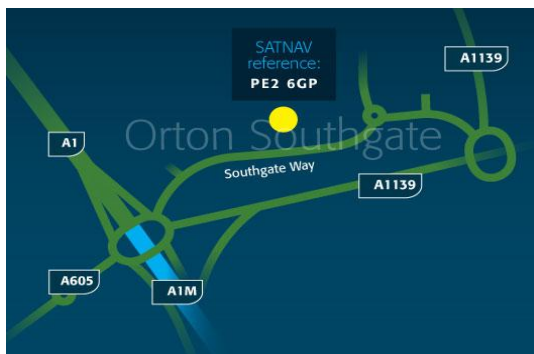 SATNAV
reference:
PE2 6GP
A1139
A1
Orton Southgate
Southgate Way
A1139
A605
A1M